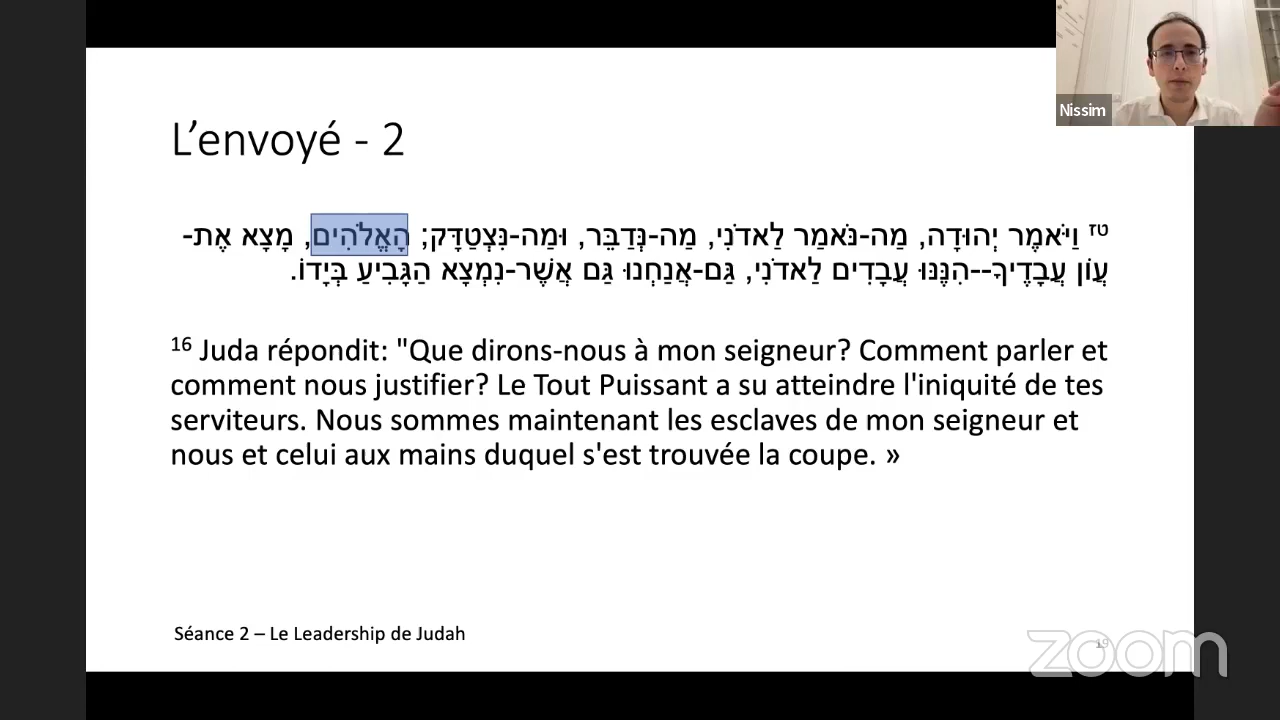 Nissim
L’envoyé - 2
טז וַיֹּאמֶר יְהוּדָה, מַה-נֹּאמַר לַאדֹנִי, מַה-נְּדַבֵּר, וּמַה-נִּצְטַדָּק; הָאֱלֹהִים, מָצָא אֶת-
עֲוֺן עֲבָדֶיךָ--הִנֶּנּוּ עֲבָדִים לַאדֹנִי, גַּם-אֲנַחְנוּ גַּם אֲשֶׁר-נִמְצָא הַגָּבִיעַ בְּיָדוֹ.
16 Juda répondit: "Que dirons-nous à mon seigneur? Comment parler et
comment nous justifier? Le Tout Puissant a su atteindre l'iniquité de tes
serviteurs. Nous sommes maintenant les esclaves de mon seigneur et
nous et celui aux mains duquel s'est trouvée la coupe. »
Séance 2 – Le Leadership de Judah
19
zoom